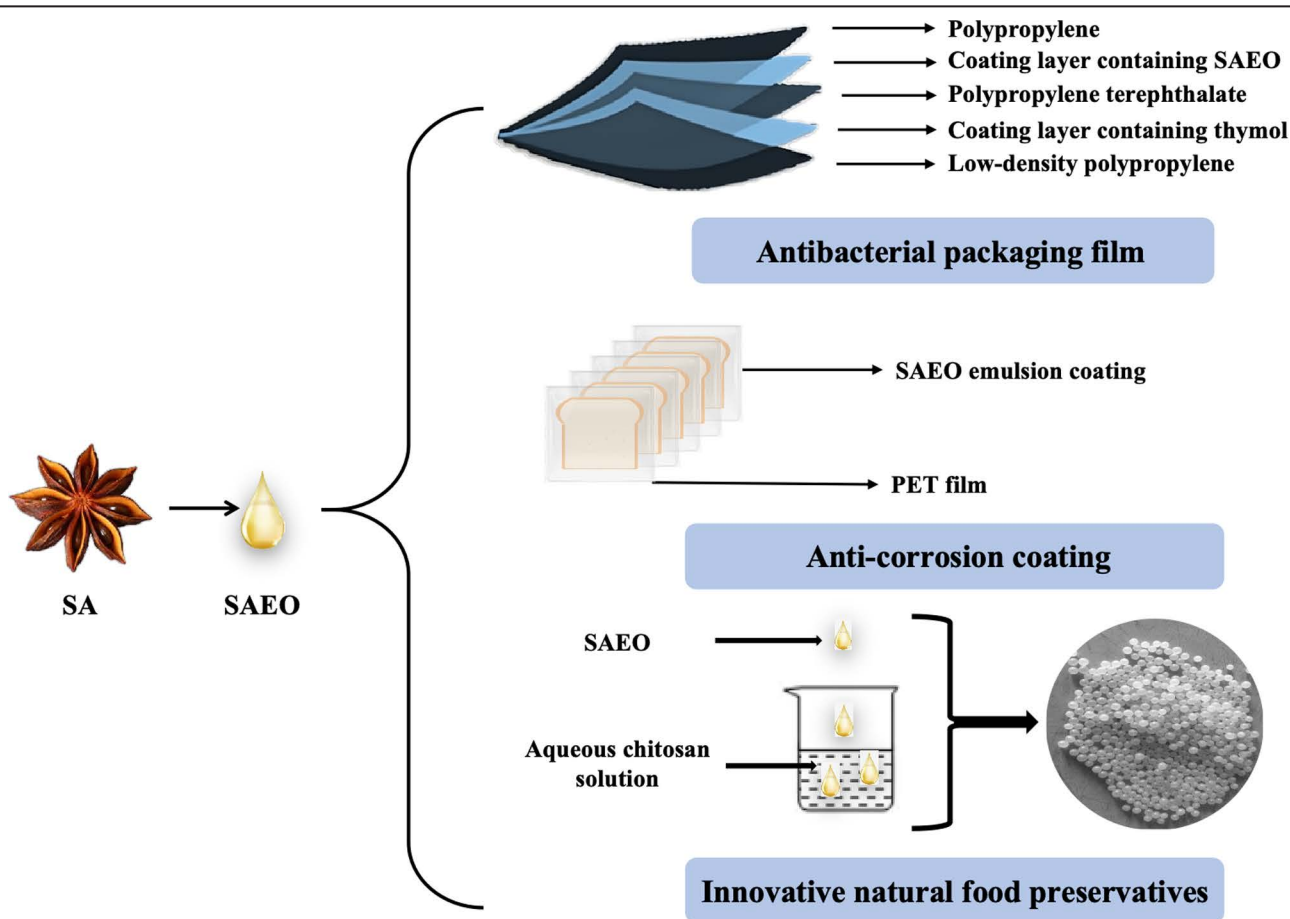 Polypropylene
Coating layer containing SAEO
Polypropylene terephthalate
Coating layer containing thymol
Low-density polypropylene
Antibacterial packaging film
SAEO emulsion coating
PET film
Anti-corrosion coating
SA
SAEO
SAEO
Aqueous chitosan
solution
Innovative natural food preservatives